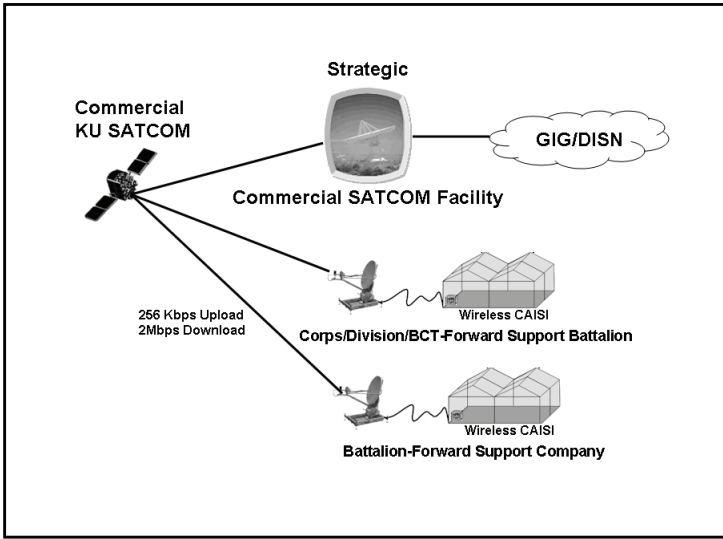 Strategic
Commercial
KU SATCOM
GIG/DISN
Commercial SATCOM Facility
256 Kbps Upload
2Mbps Download
Wireless CAISI
Corps/Division/BCT-Forward Support Battalion
Wireless CAISI
Battalion-Forward Support Company